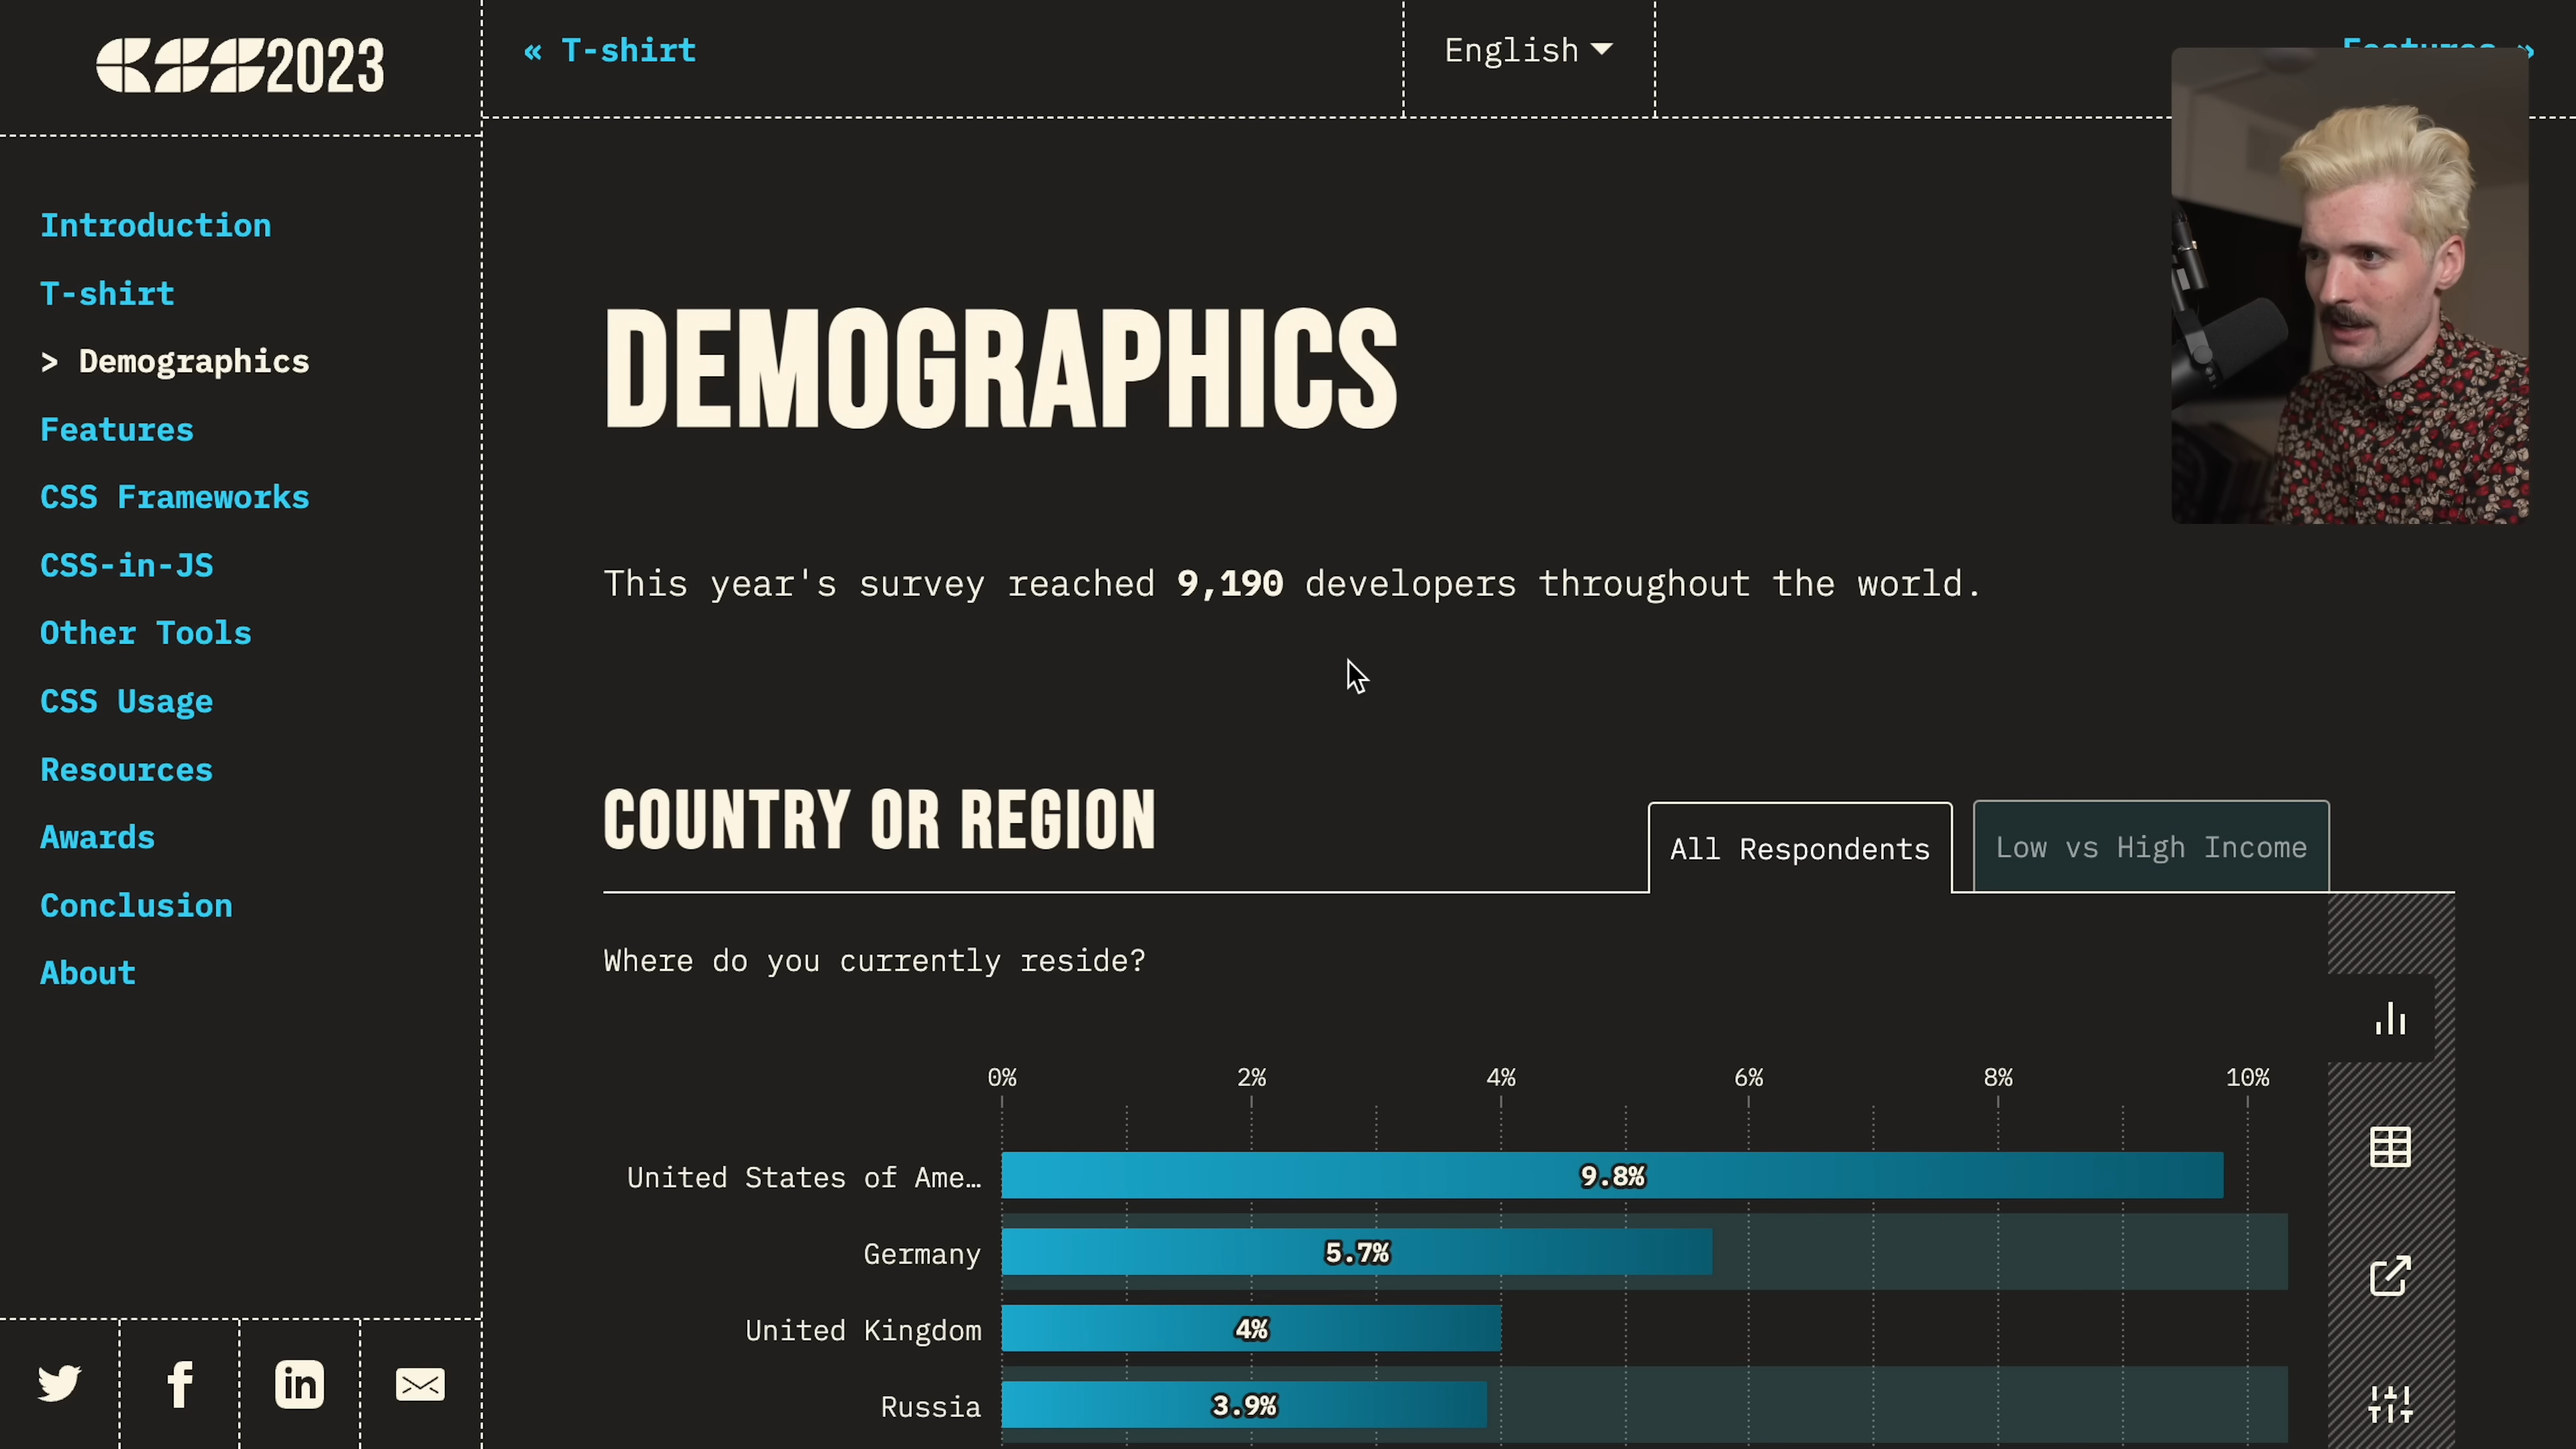 CSS2023
« T-shirt
English
Features »
Introduction
T-shirt
> Demographics
Features
CSS Frameworks
CSS-in-JS
Other Tools
CSS Usage
Resources
Awards
Conclusion
About
DEMOGRAPHICS
This year's survey reached 9,190 developers throughout the world.
COUNTRY OR REGION
All Respondents
Low vs High Income
Where do you currently reside?
0% 2% 4% 6% 8% 10%
United States of Ame… 9.8%
Germany 5.7%
United Kingdom 4%
Russia 3.9%